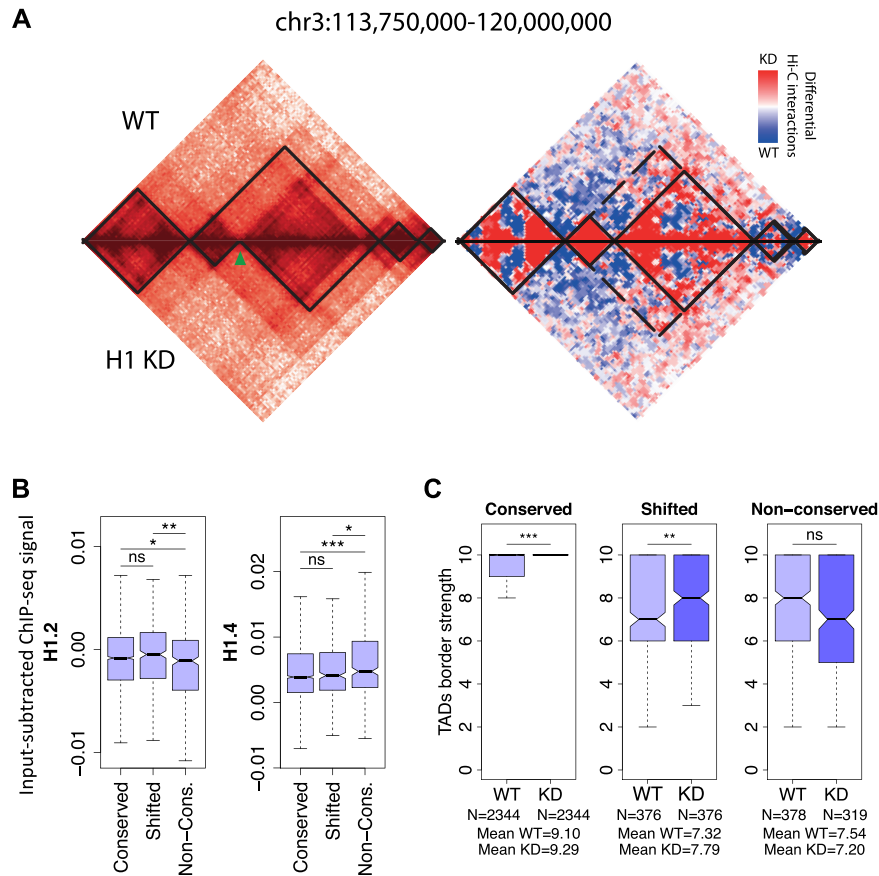 A
chr3:113,750,000-120,000,000
WT
H1 KD
KD
WT
Differential
Hi-C interactions
B
Input-subtracted ChIP-seq signal
H1.2
0.01
0.00
−0.01
**
*
ns
Conserved
Shifted
Non−Cons.
H1.4
0.02
0.01
0.00
−0.01
*
***
ns
Conserved
Shifted
Non−Cons.
C
TADs border strength
Conserved
10
8
6
4
2
0
***
WT KD
N=2344 N=2344
Mean WT=9.10
Mean KD=9.29
Shifted
10
8
6
4
2
0
**
WT KD
N=376 N=376
Mean WT=7.32
Mean KD=7.79
Non−conserved
10
8
6
4
2
0
ns
WT KD
N=378 N=319
Mean WT=7.54
Mean KD=7.20